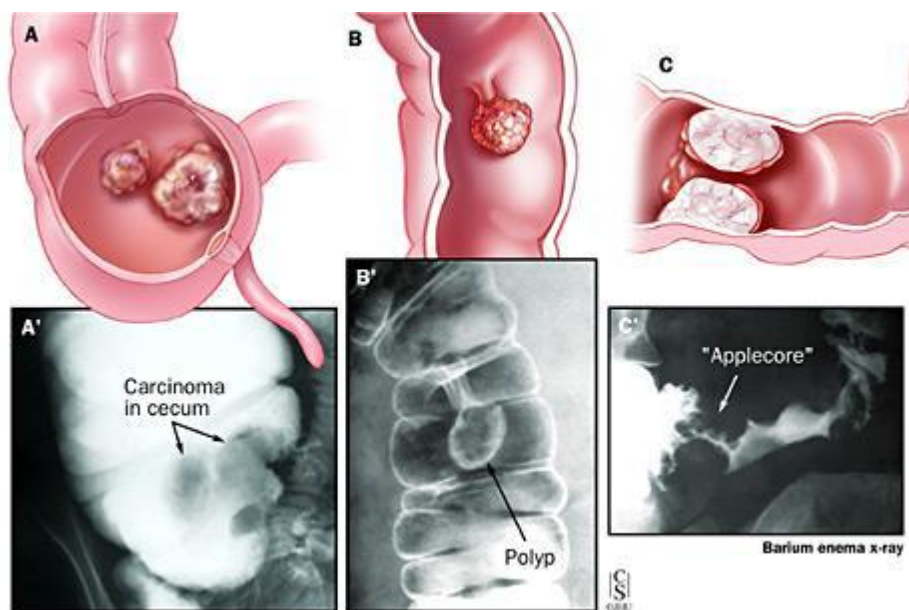 A
B
C
A'
Carcinoma
in cecum
B'
Polyp
C'
"Applecore"
Barium enema x-ray
C
S